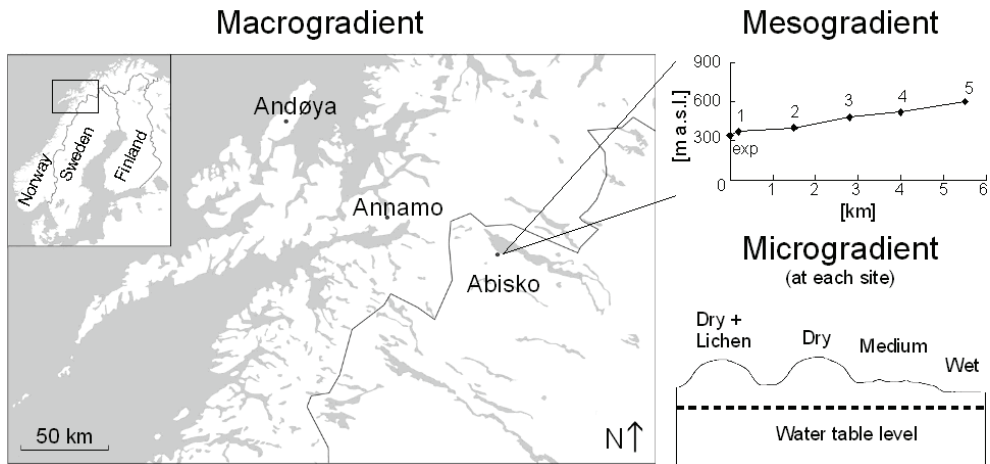 Macrogradient
Norway
Sweden
Finland
Andøya
Annamo
Abisko
50 km
N↑
Mesogradient
[m a.s.l.]
900
600
300
0
exp
1
2
3
4
5
1 2 3 4 5 6
[km]
Microgradient
(at each site)
Dry +
Lichen
Dry
Medium
Wet
Water table level